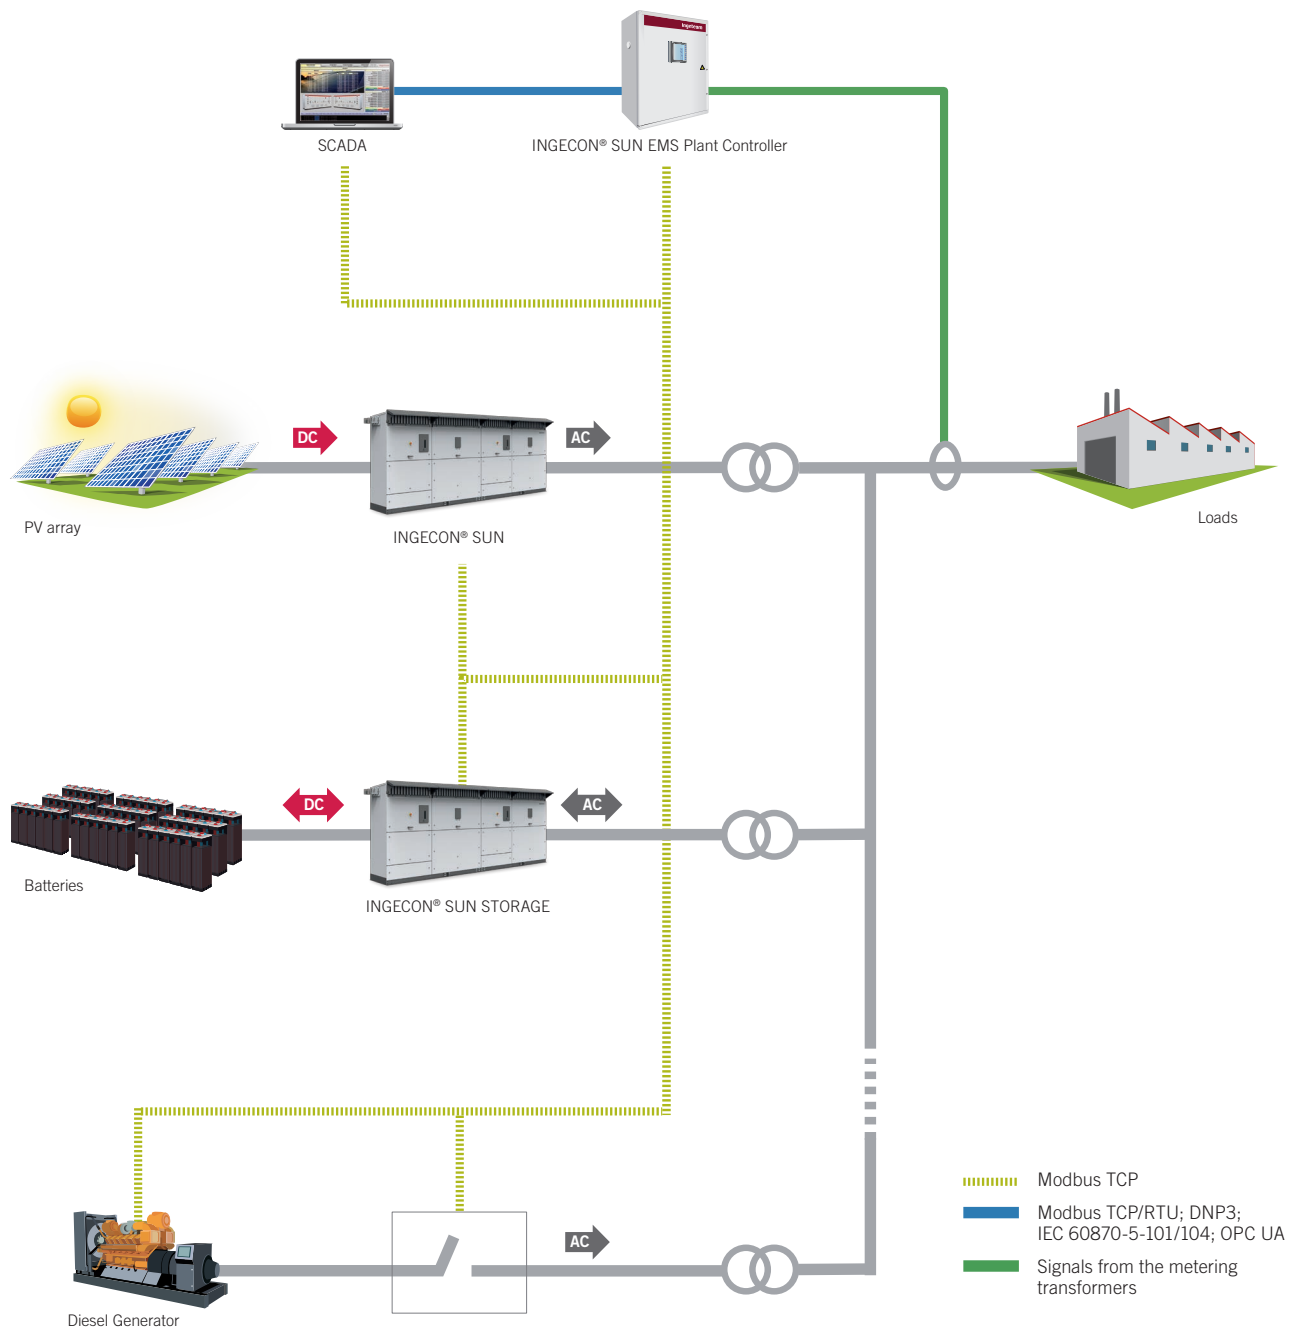 Ingeteam
SCADA
INGECON® SUN EMS Plant Controller
DC
AC
PV array
INGECON® SUN
Loads
DC
AC
Batteries
INGECON® SUN STORAGE
AC
Diesel Generator
Modbus TCP
Modbus TCP/RTU; DNP3;
IEC 60870-5-101/104; OPC UA
Signals from the metering
transformers